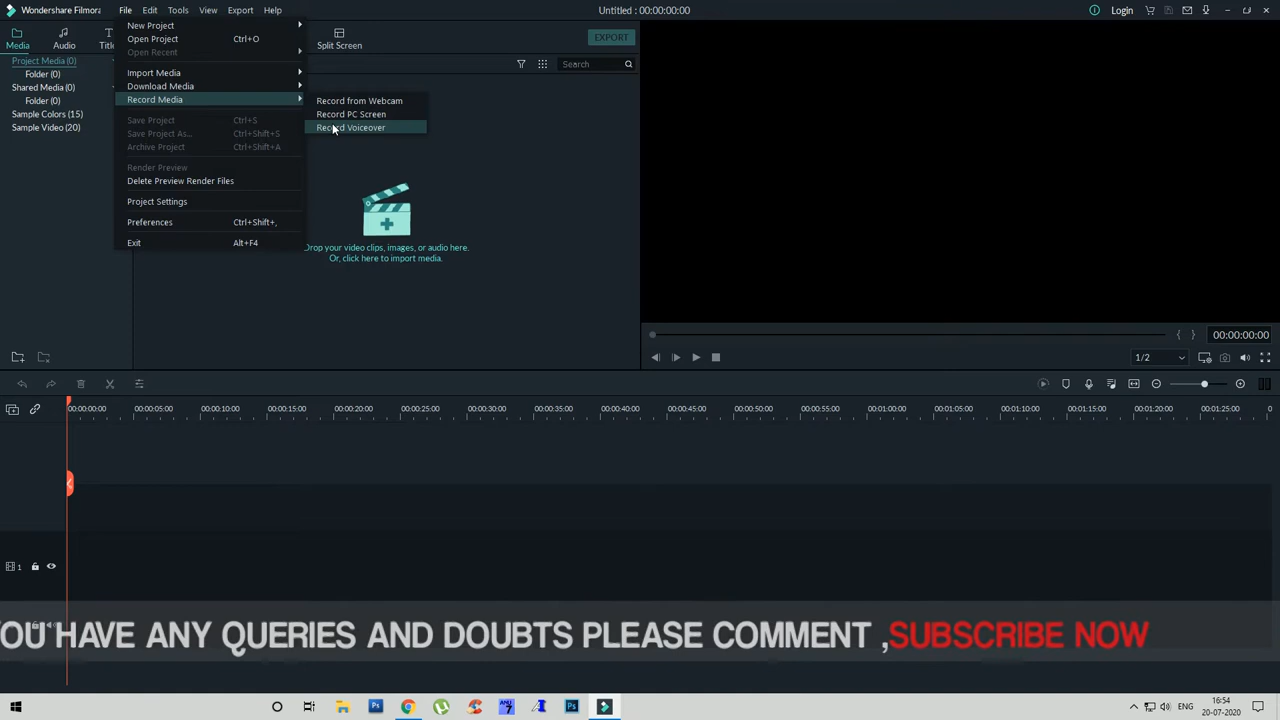 Wondershare Filmora
File Edit Tools View Export Help
Untitled : 00:00:00:00
Login
Media
Audio
Titl
Split Screen
EXPORT
New Project
Open Project Ctrl+O
Open Recent
Import Media
Download Media
Record Media
Save Project Ctrl+S
Save Project As... Ctrl+Shift+S
Archive Project Ctrl+Shift+A
Render Preview
Delete Preview Render Files
Project Settings
Preferences Ctrl+Shift+,
Exit Alt+F4
Record from Webcam
Record PC Screen
Record Voiceover
Project Media (0)
Folder (0)
Shared Media (0)
Folder (0)
Sample Colors (15)
Sample Video (20)
Search
Drop your video clips, images, or audio here.
Or, click here to import media.
00:00:00:00
1/2
00:00:00:00 00:00:05:00 00:00:10:00 00:00:15:00 00:00:20:00 00:00:25:00 00:00:30:00 00:00:35:00 00:00:40:00 00:00:45:00 00:00:50:00 00:00:55:00 00:01:00:00 00:01:05:00 00:01:10:00 00:01:15:00 00:01:20:00 00:01:25:00 0
1
OU HAVE ANY QUERIES AND DOUBTS PLEASE COMMENT ,SUBSCRIBE NOW
ENG
16:54
20-07-2020